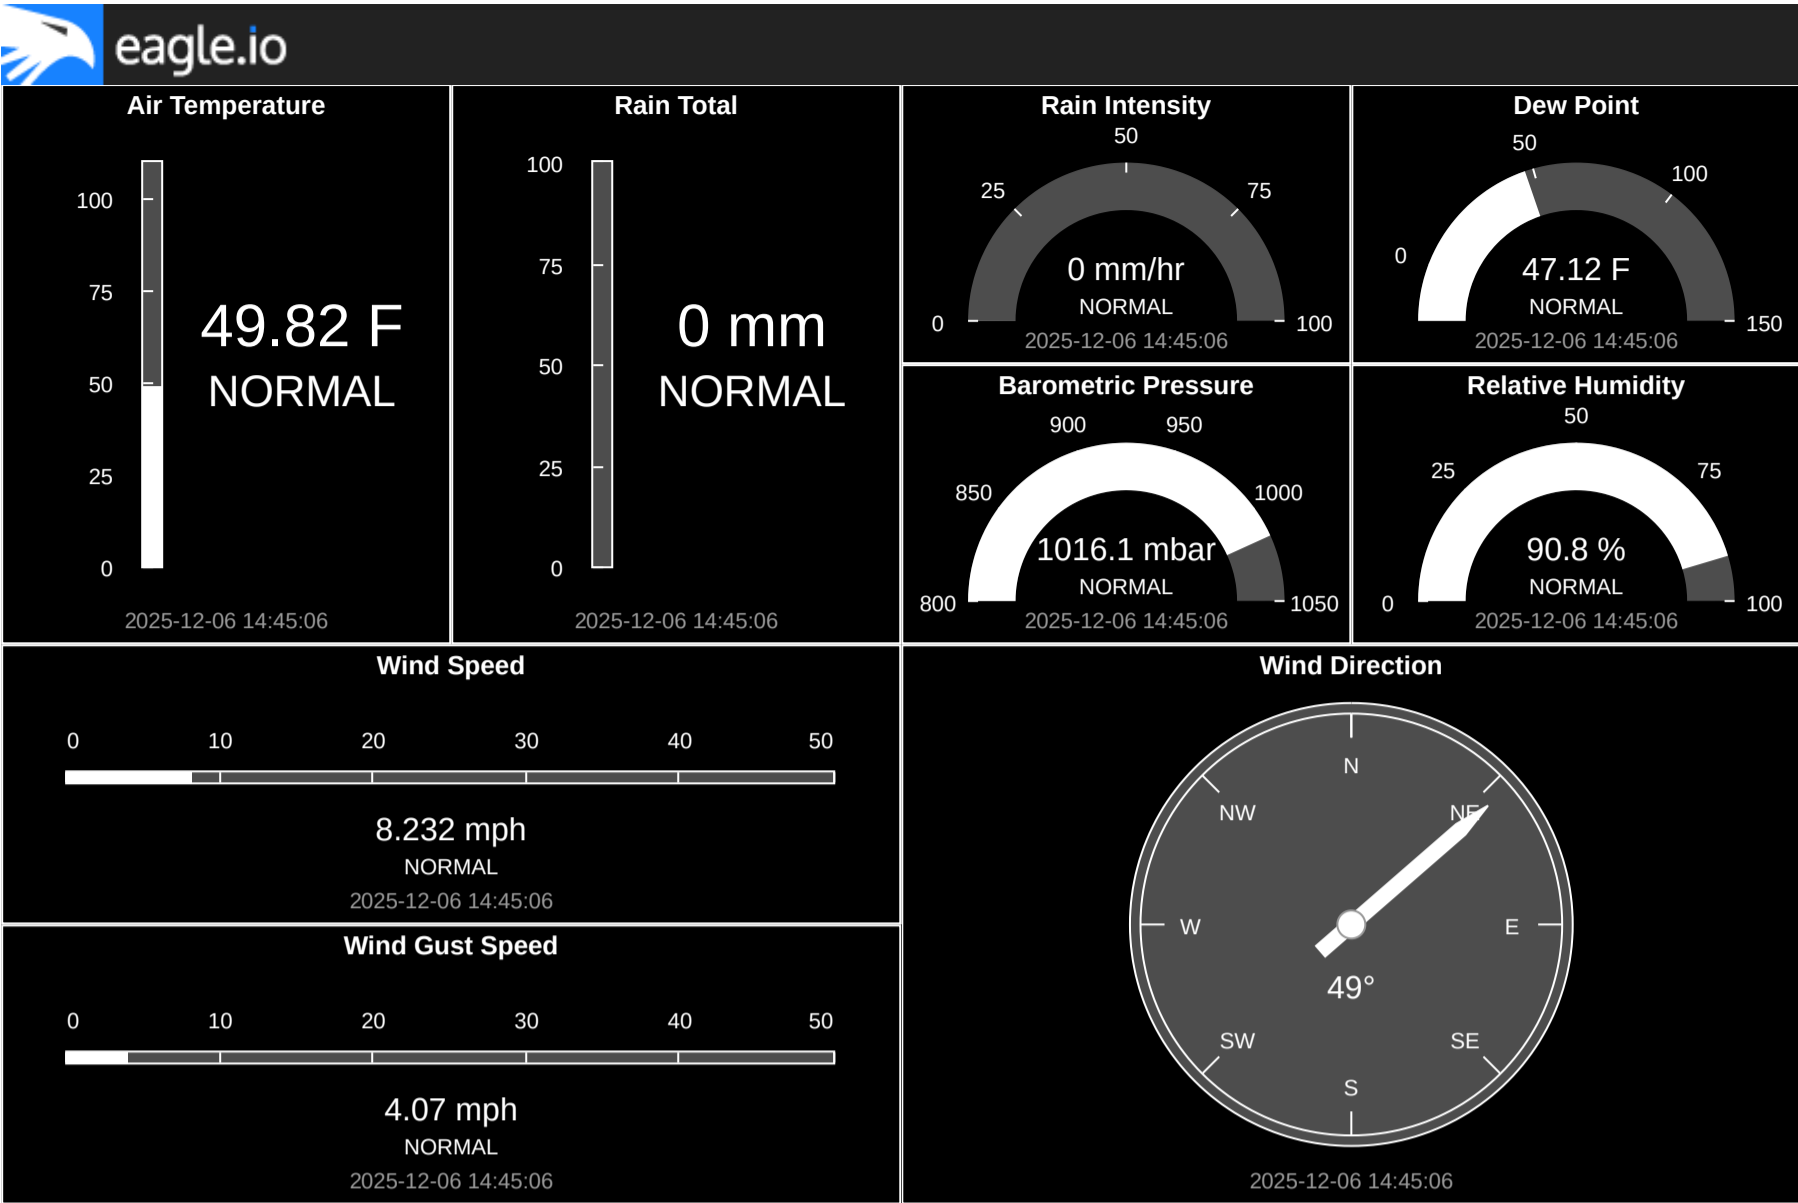 eagle.io
Air Temperature
100
75
50
25
0
49.82 F
NORMAL
2025-12-06 14:45:06
Rain Total
100
75
50
25
0
0 mm
NORMAL
2025-12-06 14:45:06
Rain Intensity
50
25
75
0
100
0 mm/hr
NORMAL
2025-12-06 14:45:06
Dew Point
50
100
0
150
47.12 F
NORMAL
2025-12-06 14:45:06
Barometric Pressure
900
950
850
1000
800
1050
1016.1 mbar
NORMAL
2025-12-06 14:45:06
Relative Humidity
50
25
75
0
100
90.8 %
NORMAL
2025-12-06 14:45:06
Wind Speed
0 10 20 30 40 50
8.232 mph
NORMAL
2025-12-06 14:45:06
Wind Gust Speed
0 10 20 30 40 50
4.07 mph
NORMAL
2025-12-06 14:45:06
Wind Direction
N
NW
NE
W
E
49°
SW
SE
S
2025-12-06 14:45:06